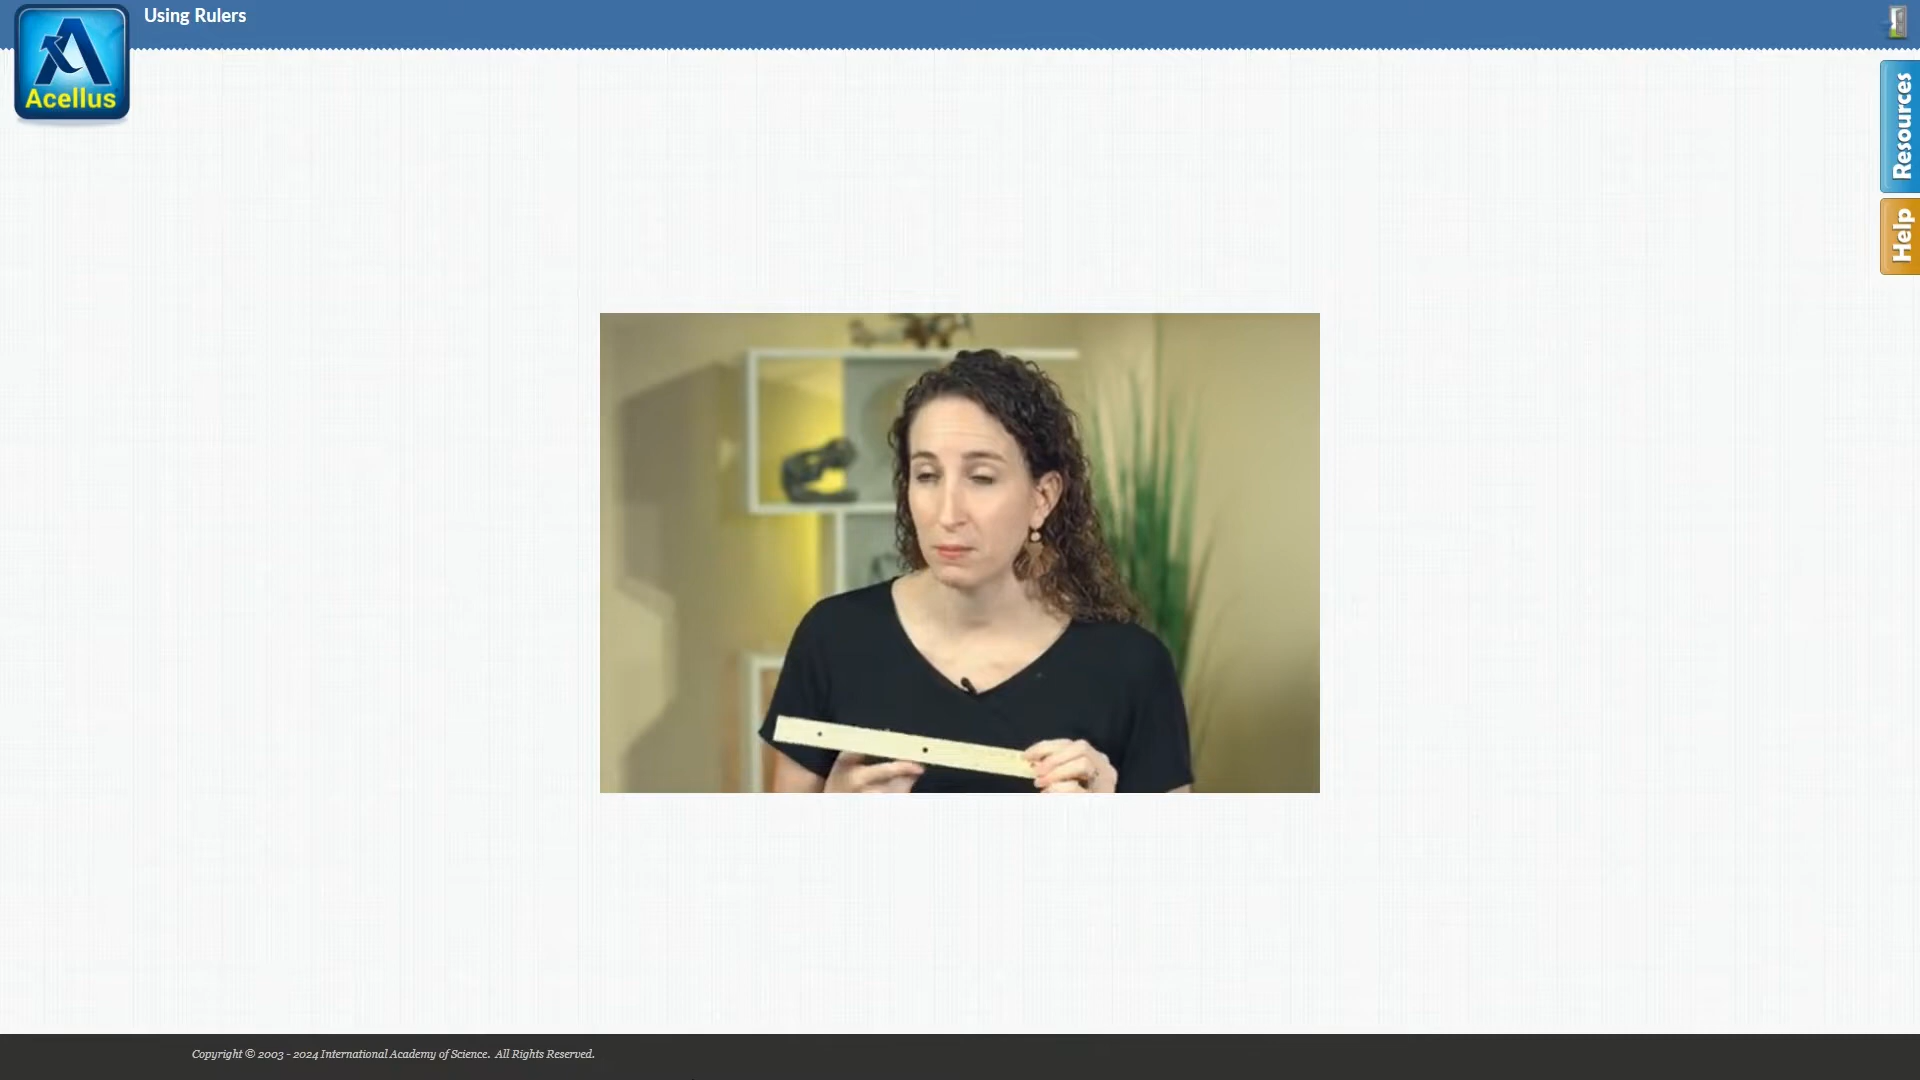 Using Rulers
Acellus
Resources
Help
Copyright © 2003 - 2024 International Academy of Science. All Rights Reserved.